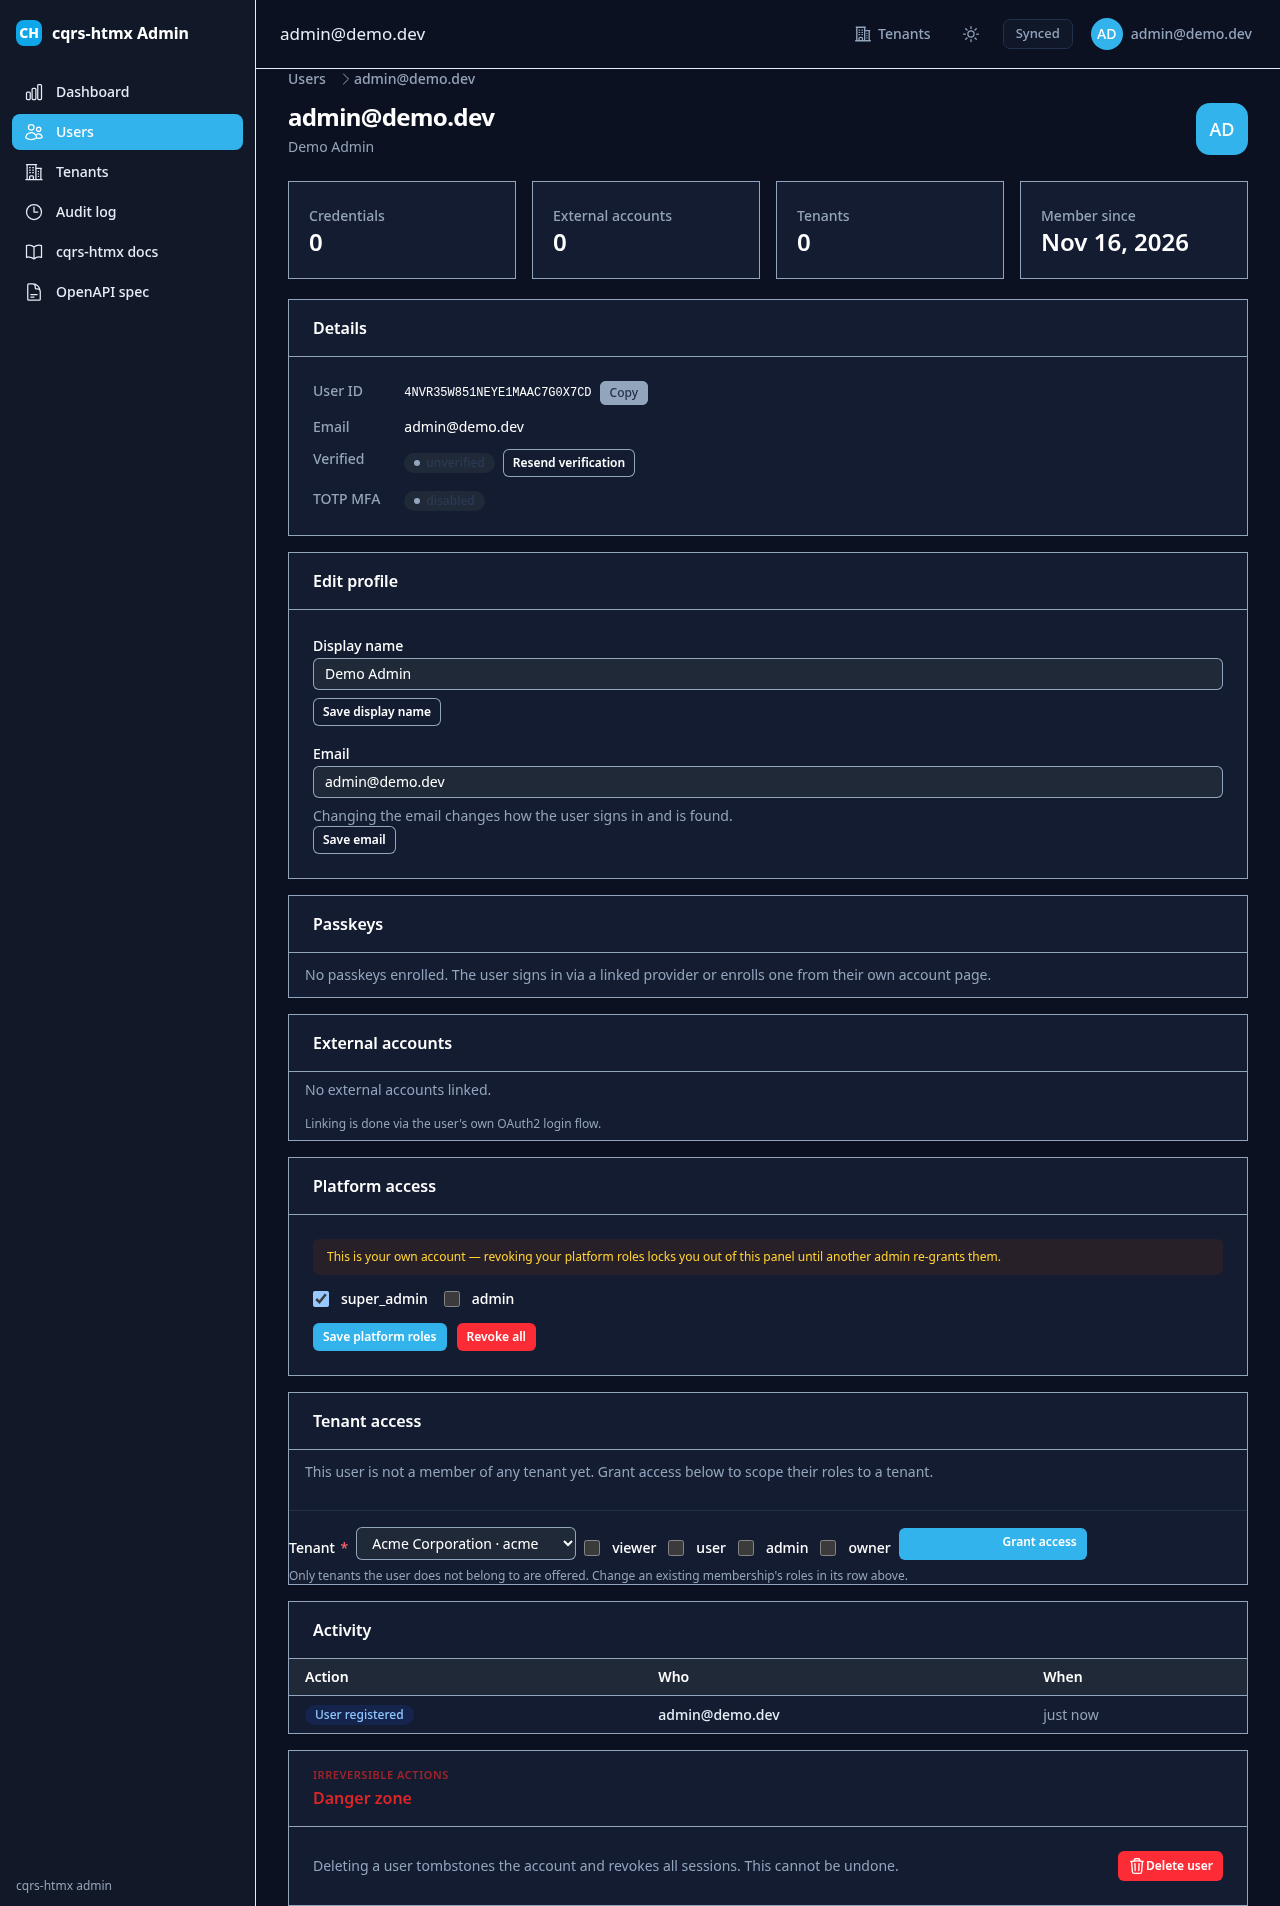 CH cqrs-htmx Admin
Dashboard
Users
Tenants
Audit log
cqrs-htmx docs
OpenAPI spec
cqrs-htmx admin
admin@demo.dev
Tenants
Synced
AD admin@demo.dev
Users > admin@demo.dev
admin@demo.dev
Demo Admin
AD
Credentials
0
External accounts
0
Tenants
0
Member since
Nov 16, 2026
Details
User ID 4NVR35W851NEYE1MAAC7G0X7CD Copy
Email admin@demo.dev
Verified unverified Resend verification
TOTP MFA disabled
Edit profile
Display name
Demo Admin
Save display name
Email
admin@demo.dev
Changing the email changes how the user signs in and is found.
Save email
Passkeys
No passkeys enrolled. The user signs in via a linked provider or enrolls one from their own account page.
External accounts
No external accounts linked.
Linking is done via the user's own OAuth2 login flow.
Platform access
This is your own account — revoking your platform roles locks you out of this panel until another admin re-grants them.
super_admin admin
Save platform roles Revoke all
Tenant access
This user is not a member of any tenant yet. Grant access below to scope their roles to a tenant.
Tenant * Acme Corporation · acme viewer user admin owner Grant access
Only tenants the user does not belong to are offered. Change an existing membership's roles in its row above.
Activity
Action Who When
User registered admin@demo.dev just now
IRREVERSIBLE ACTIONS
Danger zone
Deleting a user tombstones the account and revokes all sessions. This cannot be undone.
Delete user